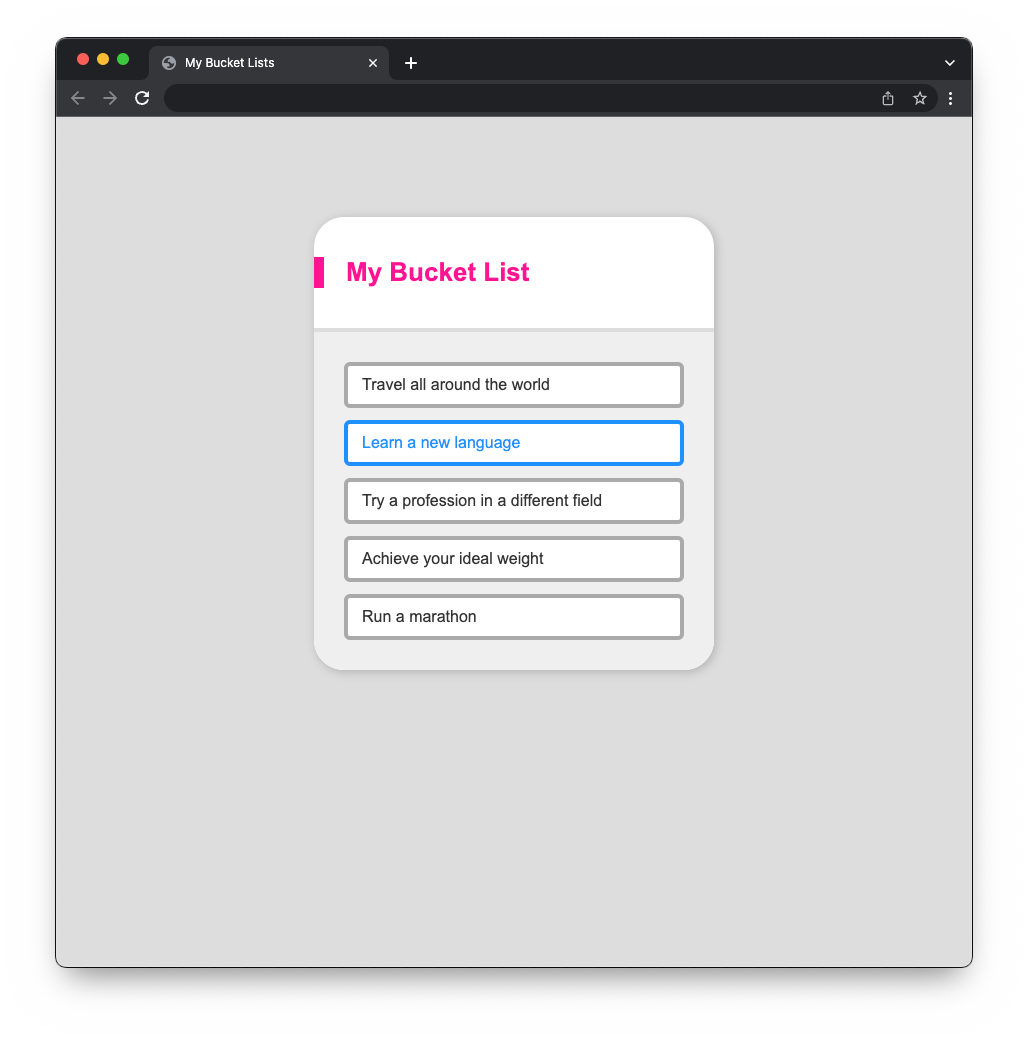 My Bucket Lists
My Bucket List
Travel all around the world
Learn a new language
Try a profession in a different field
Achieve your ideal weight
Run a marathon